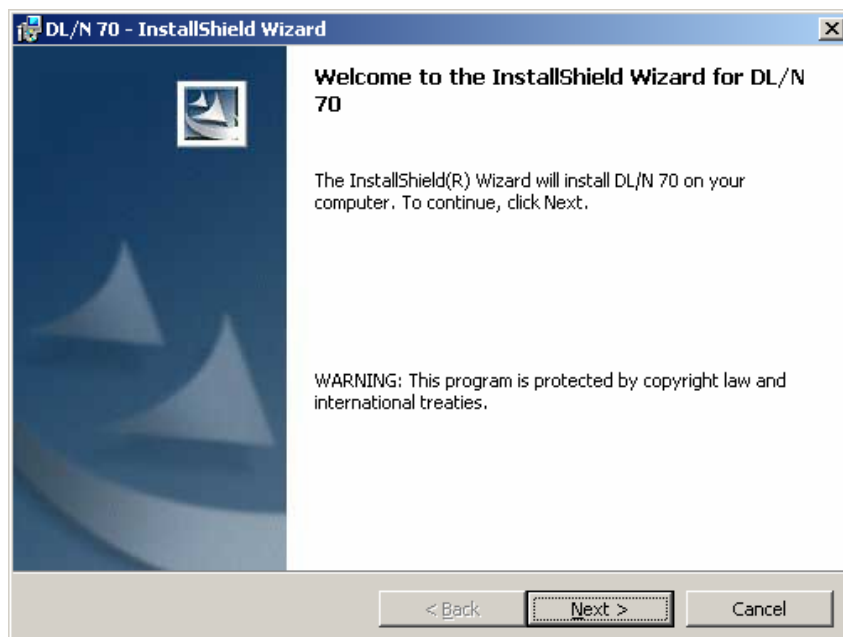 DL/N 70 - InstallShield Wizard
Welcome to the InstallShield Wizard for DL/N
70
The InstallShield(R) Wizard will install DL/N 70 on your
computer. To continue, click Next.
WARNING: This program is protected by copyright law and
international treaties.
< Back
Next >
Cancel